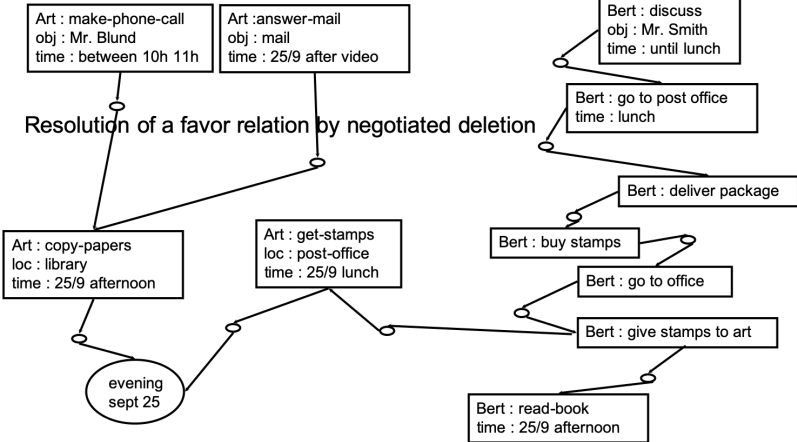 Art : make-phone-call
obj : Mr. Blund
time : between 10h 11h
Art :answer-mail
obj : mail
time : 25/9 after video
Bert : discuss
obj : Mr. Smith
time : until lunch
Bert : go to post office
time : lunch
Resolution of a favor relation by negotiated deletion
Bert : deliver package
Art : copy-papers
loc : library
time : 25/9 afternoon
Art : get-stamps
loc : post-office
time : 25/9 lunch
Bert : buy stamps
Bert : go to office
Bert : give stamps to art
evening
sept 25
Bert : read-book
time : 25/9 afternoon